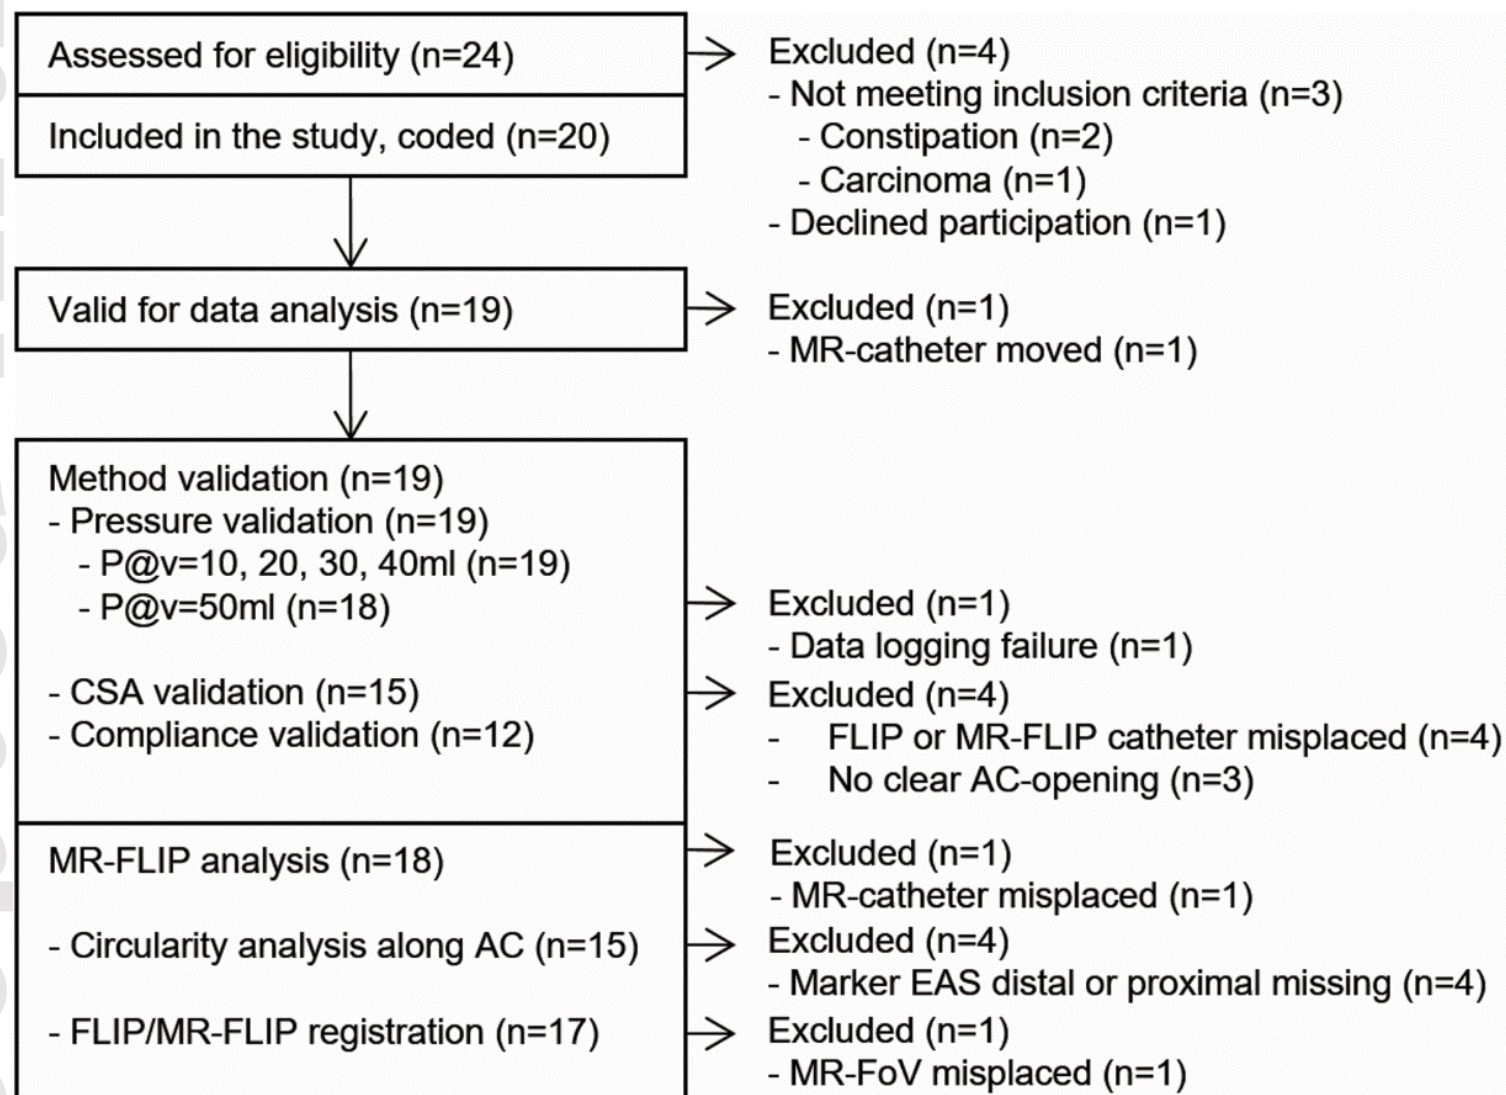 Assessed for eligibility (n=24)
Included in the study, coded (n=20)
Excluded (n=4)
- Not meeting inclusion criteria (n=3)
- Constipation (n=2)
- Carcinoma (n=1)
- Declined participation (n=1)
Valid for data analysis (n=19)
Excluded (n=1)
- MR-catheter moved (n=1)
Method validation (n=19)
- Pressure validation (n=19)
- P@v=10, 20, 30, 40ml (n=19)
- P@v=50ml (n=18)
Excluded (n=1)
- Data logging failure (n=1)
- CSA validation (n=15)
- Compliance validation (n=12)
Excluded (n=4)
- FLIP or MR-FLIP catheter misplaced (n=4)
- No clear AC-opening (n=3)
MR-FLIP analysis (n=18)
Excluded (n=1)
- MR-catheter misplaced (n=1)
- Circularity analysis along AC (n=15)
Excluded (n=4)
- Marker EAS distal or proximal missing (n=4)
- FLIP/MR-FLIP registration (n=17)
Excluded (n=1)
- MR-FoV misplaced (n=1)